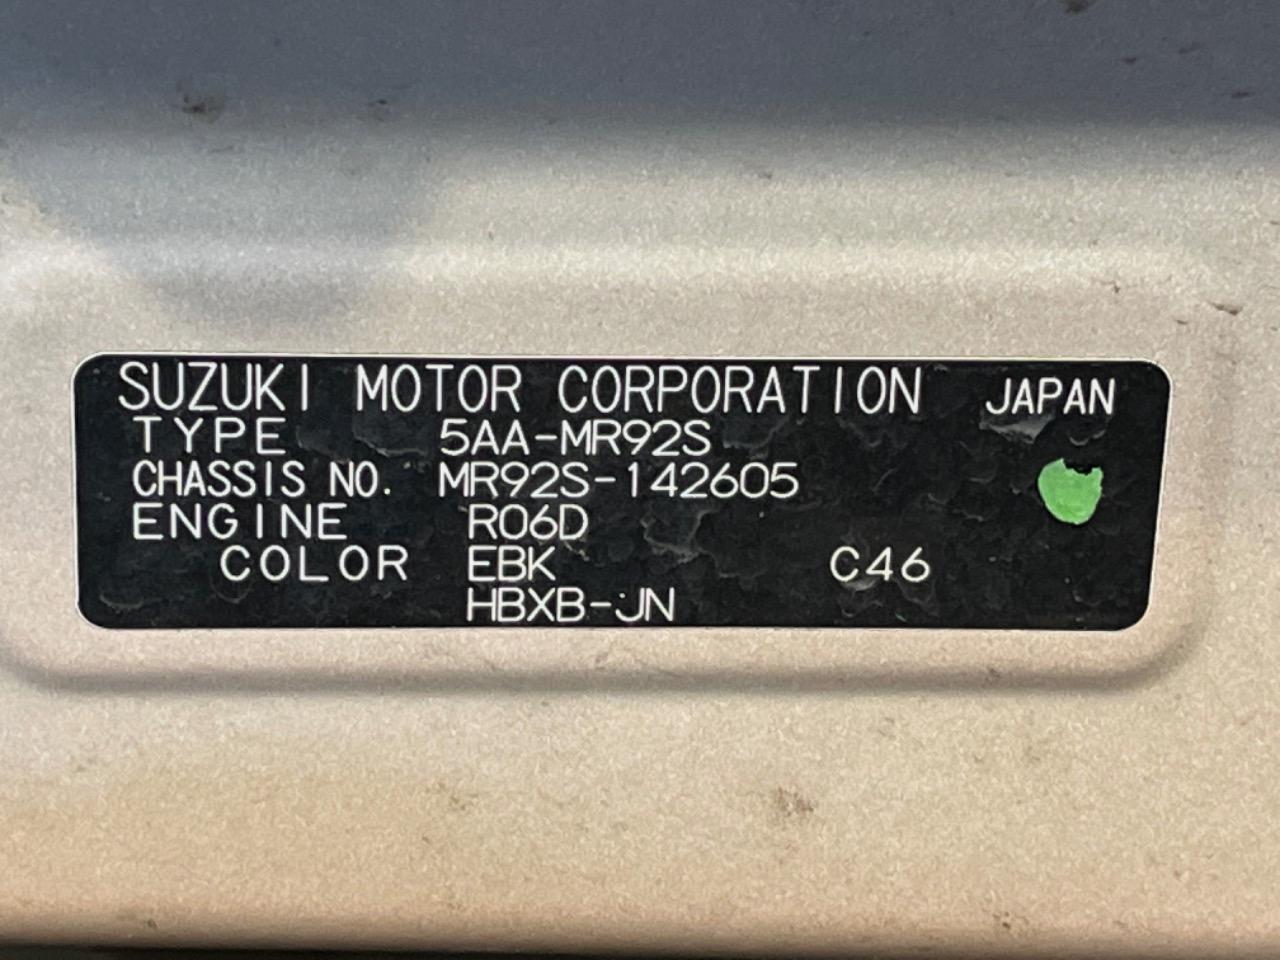 SUZUKI MOTOR CORPORATION JAPAN
TYPE 5AA-MR92S
CHASSIS NO. MR92S-142605
ENGINE R06D
COLOR EBK C46
HBXB-JN